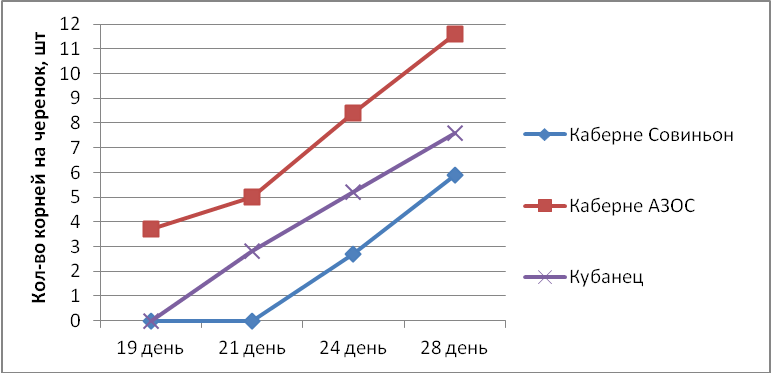 Кол-во корней на черенок, шт
12
11
10
9
8
7
6
5
4
3
2
1
0
19 день
21 день
24 день
28 день
Каберне Совиньон
Каберне АЗОС
Кубанец